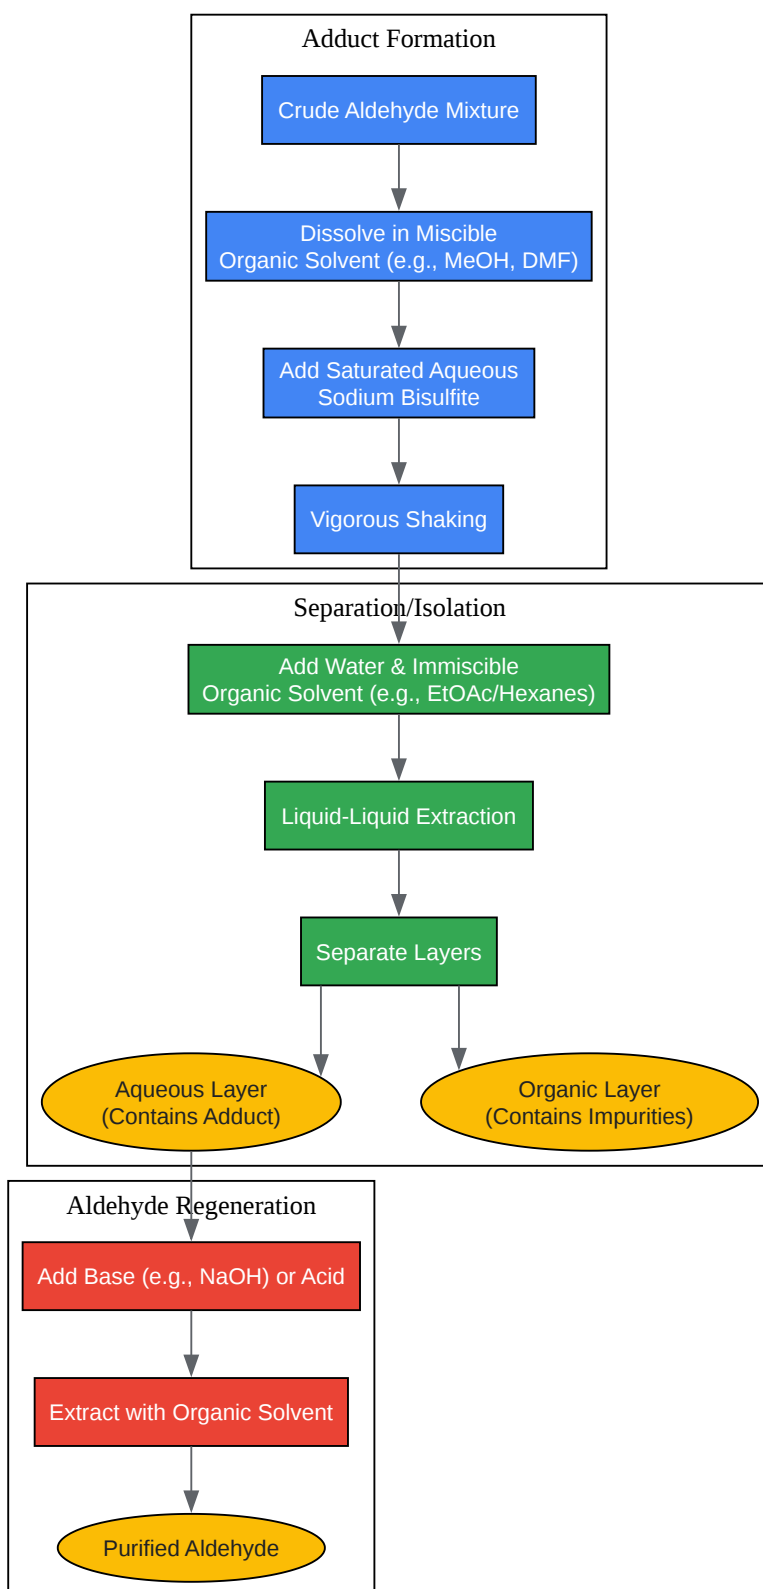 Adduct Formation
Crude Aldehyde Mixture
Dissolve in Miscible
Organic Solvent (e.g., MeOH, DMF)
Add Saturated Aqueous
Sodium Bisulfite
Vigorous Shaking
Separation/Isolation
Add Water & Immiscible
Organic Solvent (e.g., EtOAc/Hexanes)
Liquid-Liquid Extraction
Separate Layers
Aqueous Layer
(Contains Adduct)
Organic Layer
(Contains Impurities)
Aldehyde Regeneration
Add Base (e.g., NaOH) or Acid
Extract with Organic Solvent
Purified Aldehyde